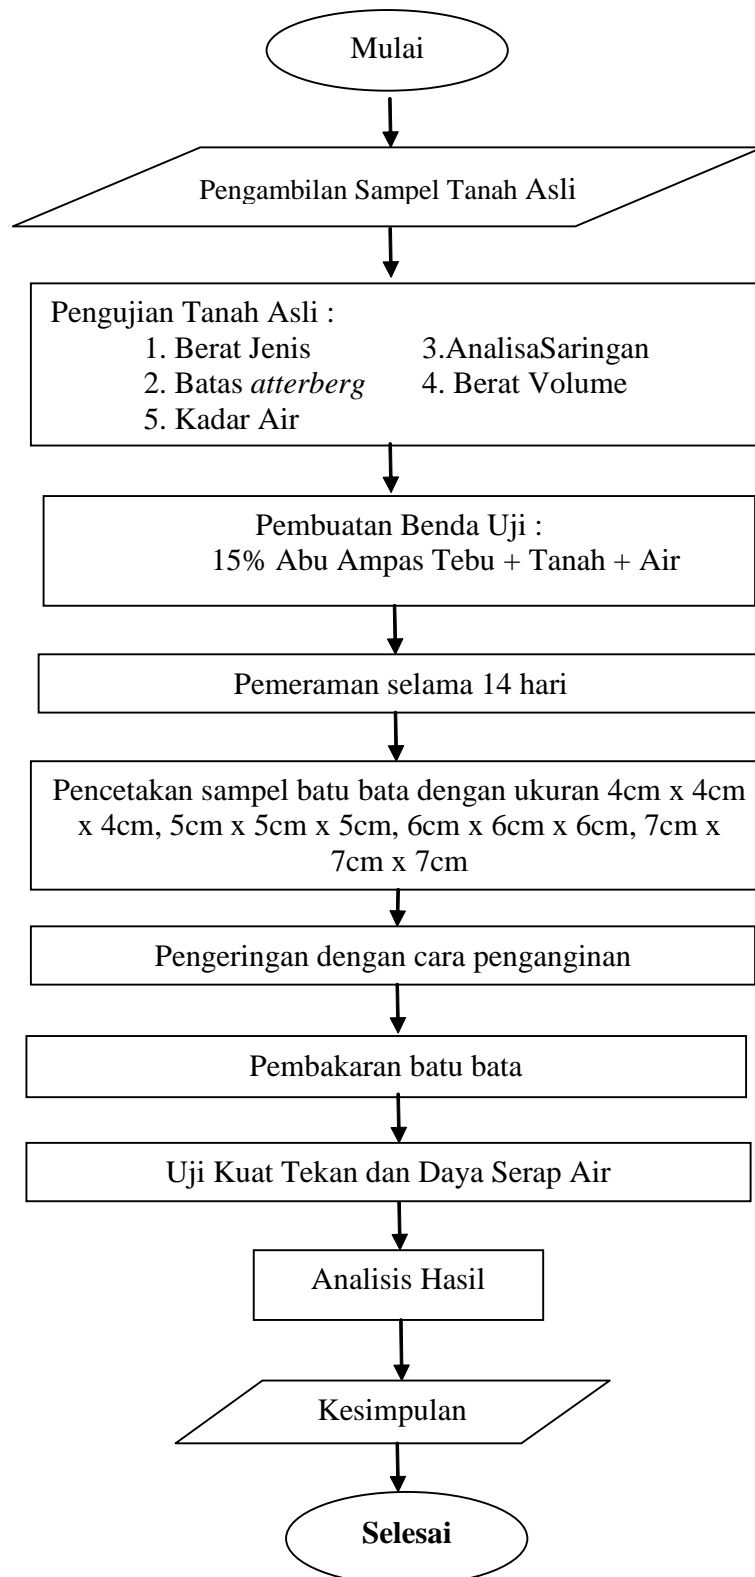 Mulai
Pengambilan Sampel Tanah Asli
Pengujian Tanah Asli :
1. Berat Jenis 3.AnalisaSaringan
2. Batas atterberg 4. Berat Volume
5. Kadar Air
Pembuatan Benda Uji :
15% Abu Ampas Tebu + Tanah + Air
Pemeraman selama 14 hari
Pencetakan sampel batu bata dengan ukuran 4cm x 4cm
x 4cm, 5cm x 5cm x 5cm, 6cm x 6cm x 6cm, 7cm x
7cm x 7cm
Pengeringan dengan cara penganginan
Pembakaran batu bata
Uji Kuat Tekan dan Daya Serap Air
Analisis Hasil
Kesimpulan
Selesai